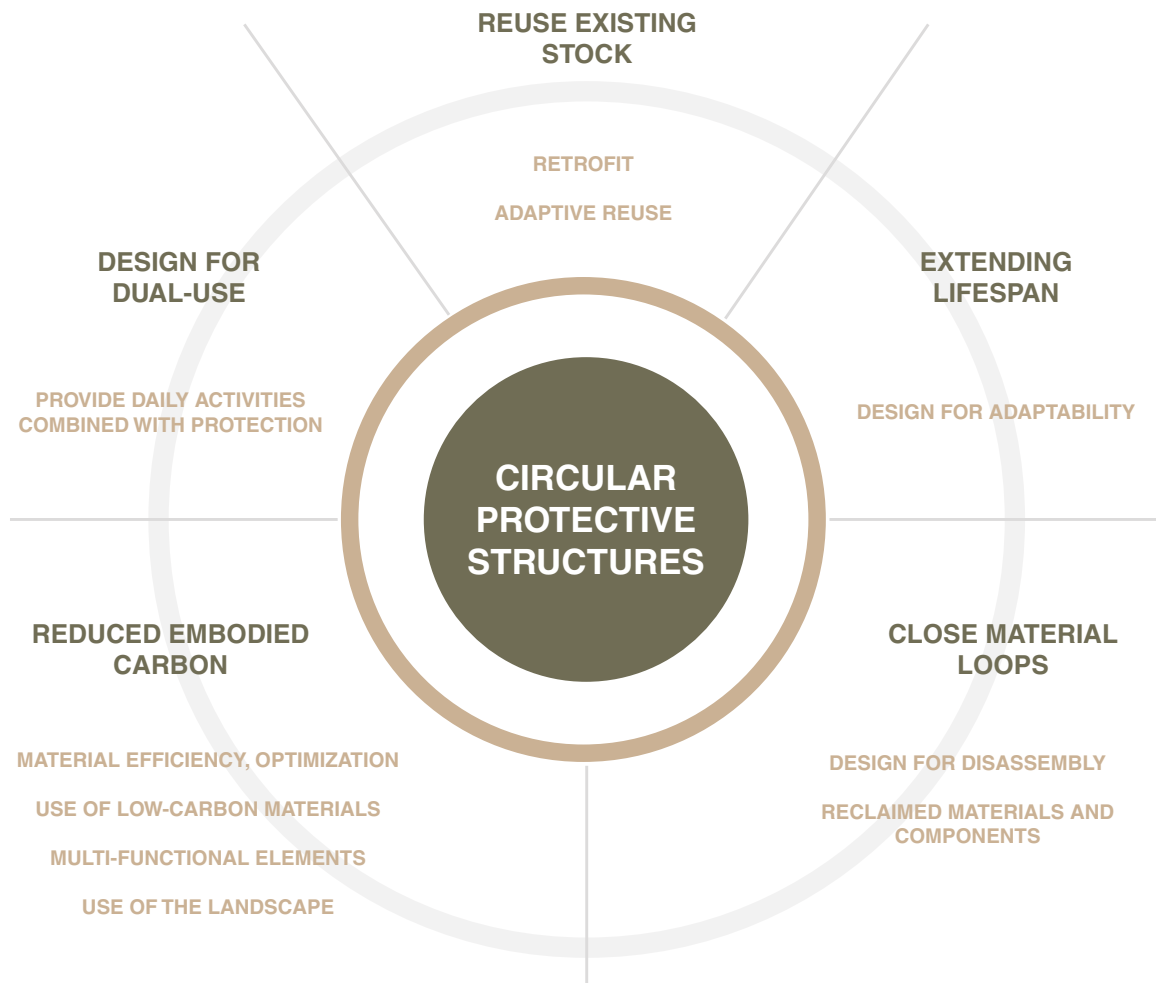 REUSE EXISTING
STOCK
RETROFIT
ADAPTIVE REUSE
DESIGN FOR
DUAL-USE
PROVIDE DAILY ACTIVITIES
COMBINED WITH PROTECTION
EXTENDING
LIFESPAN
DESIGN FOR ADAPTABILITY
CIRCULAR
PROTECTIVE
STRUCTURES
REDUCED EMBODIED
CARBON
MATERIAL EFFICIENCY, OPTIMIZATION
USE OF LOW-CARBON MATERIALS
MULTI-FUNCTIONAL ELEMENTS
USE OF THE LANDSCAPE
CLOSE MATERIAL
LOOPS
DESIGN FOR DISASSEMBLY
RECLAIMED MATERIALS AND
COMPONENTS